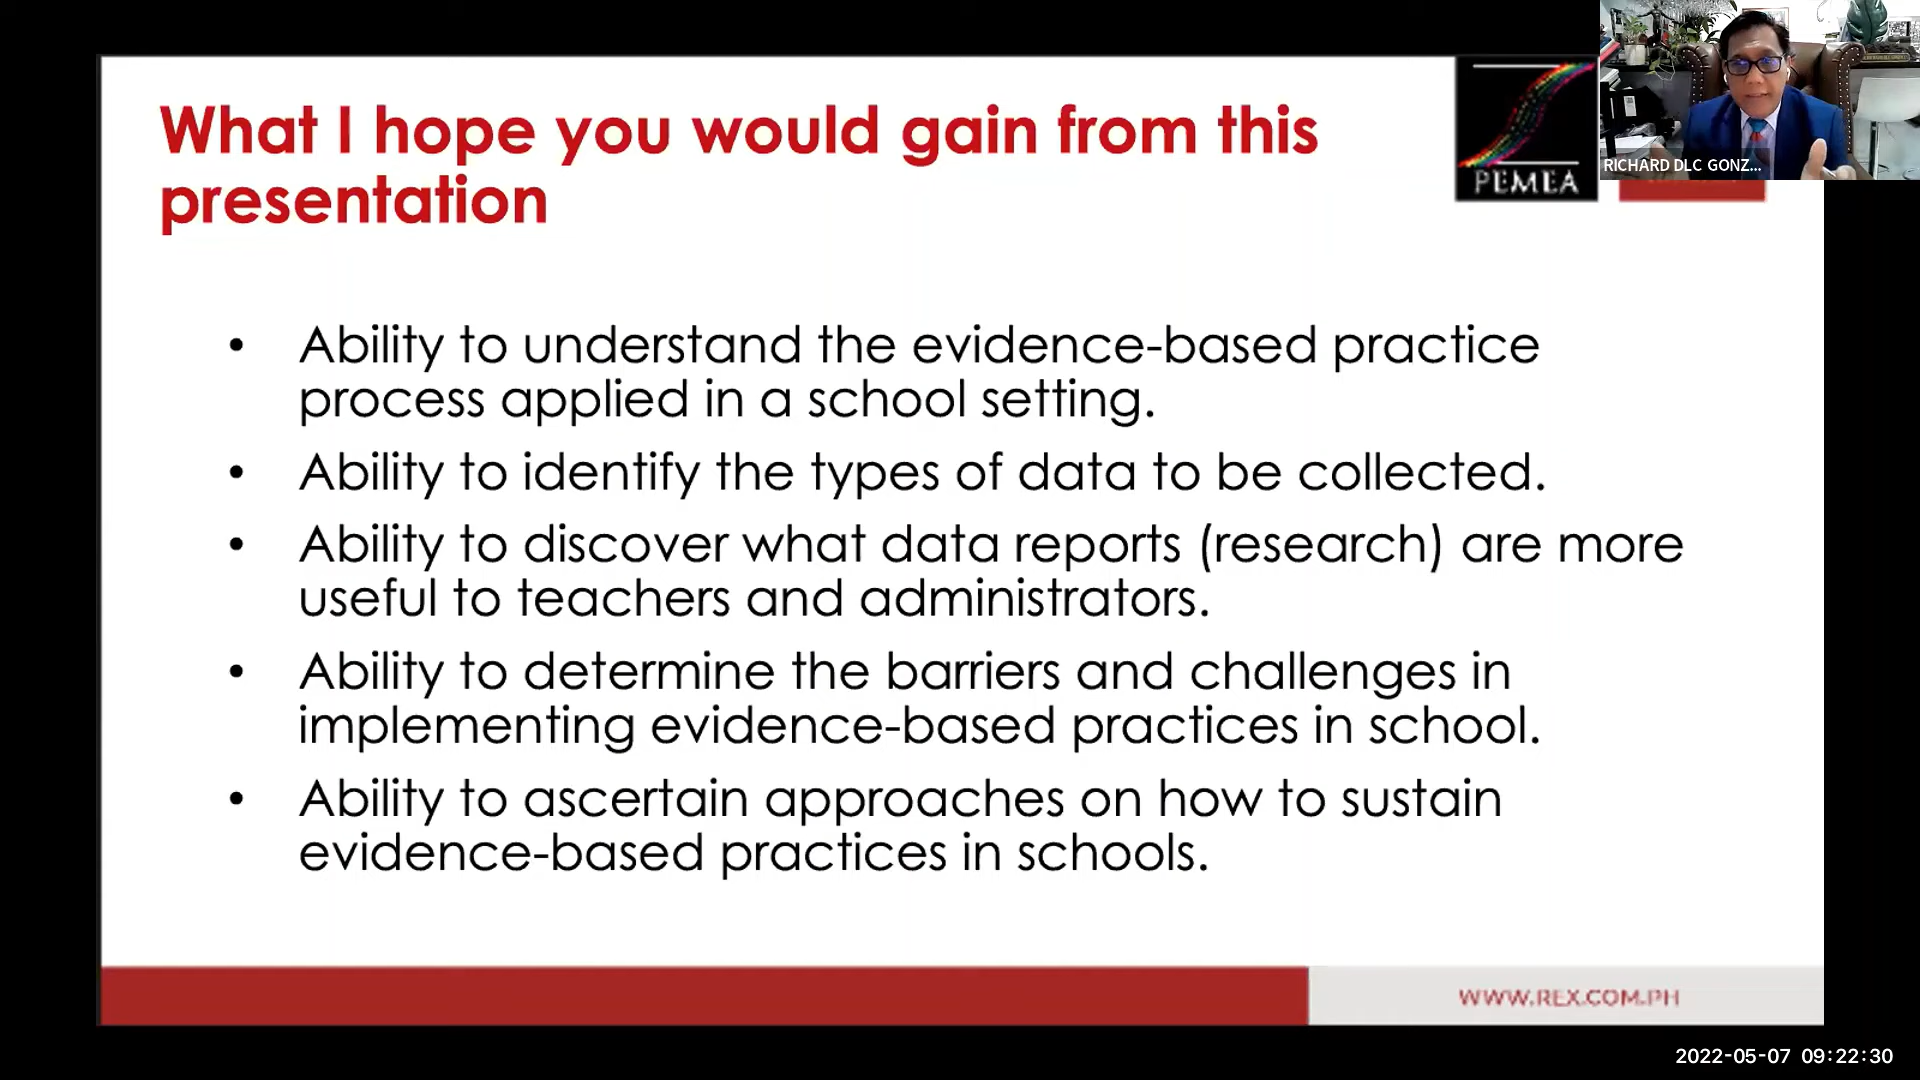 What I hope you would gain from this
presentation
PEMEA
RICHARD DLC GONZ...
• Ability to understand the evidence-based practice
process applied in a school setting.
• Ability to identify the types of data to be collected.
• Ability to discover what data reports (research) are more
useful to teachers and administrators.
• Ability to determine the barriers and challenges in
implementing evidence-based practices in school.
• Ability to ascertain approaches on how to sustain
evidence-based practices in schools.
WWW.REX.COM.PH
2022-05-07 09:22:30